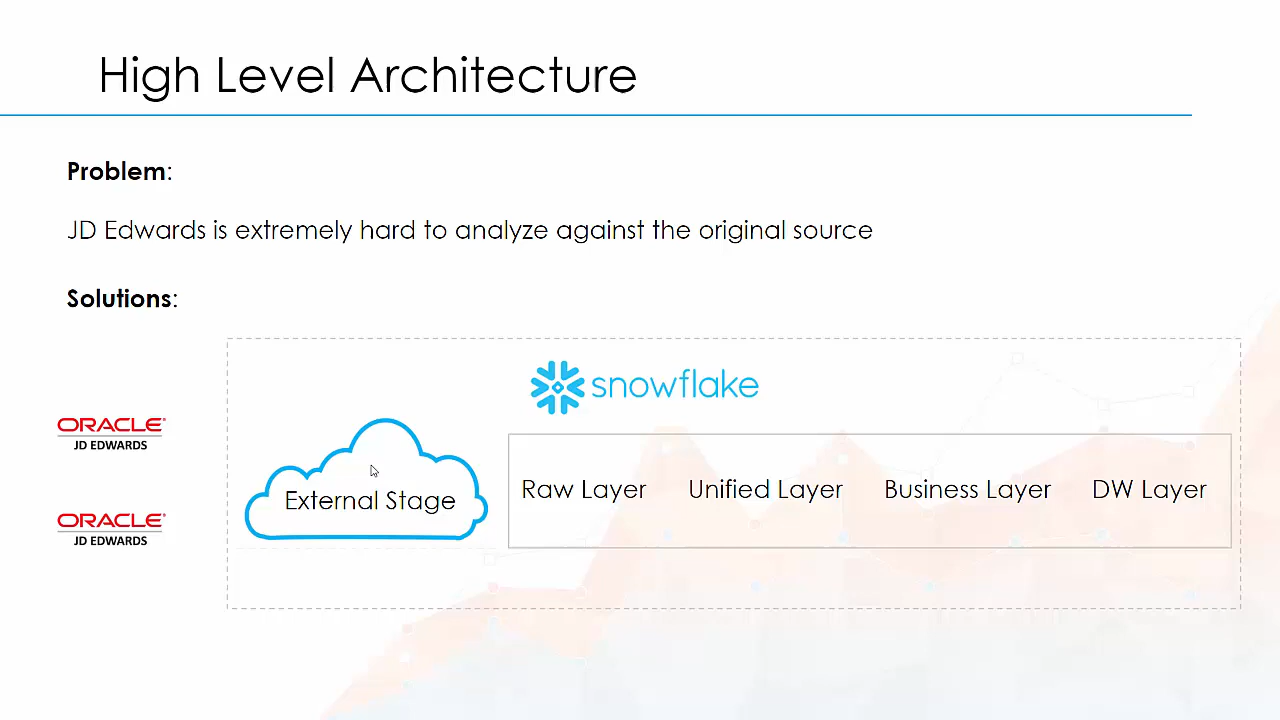 High Level Architecture
Problem:
JD Edwards is extremely hard to analyze against the original source
Solutions:
snowflake
ORACLE®
JD EDWARDS
External Stage
Raw Layer Unified Layer Business Layer DW Layer
ORACLE®
JD EDWARDS